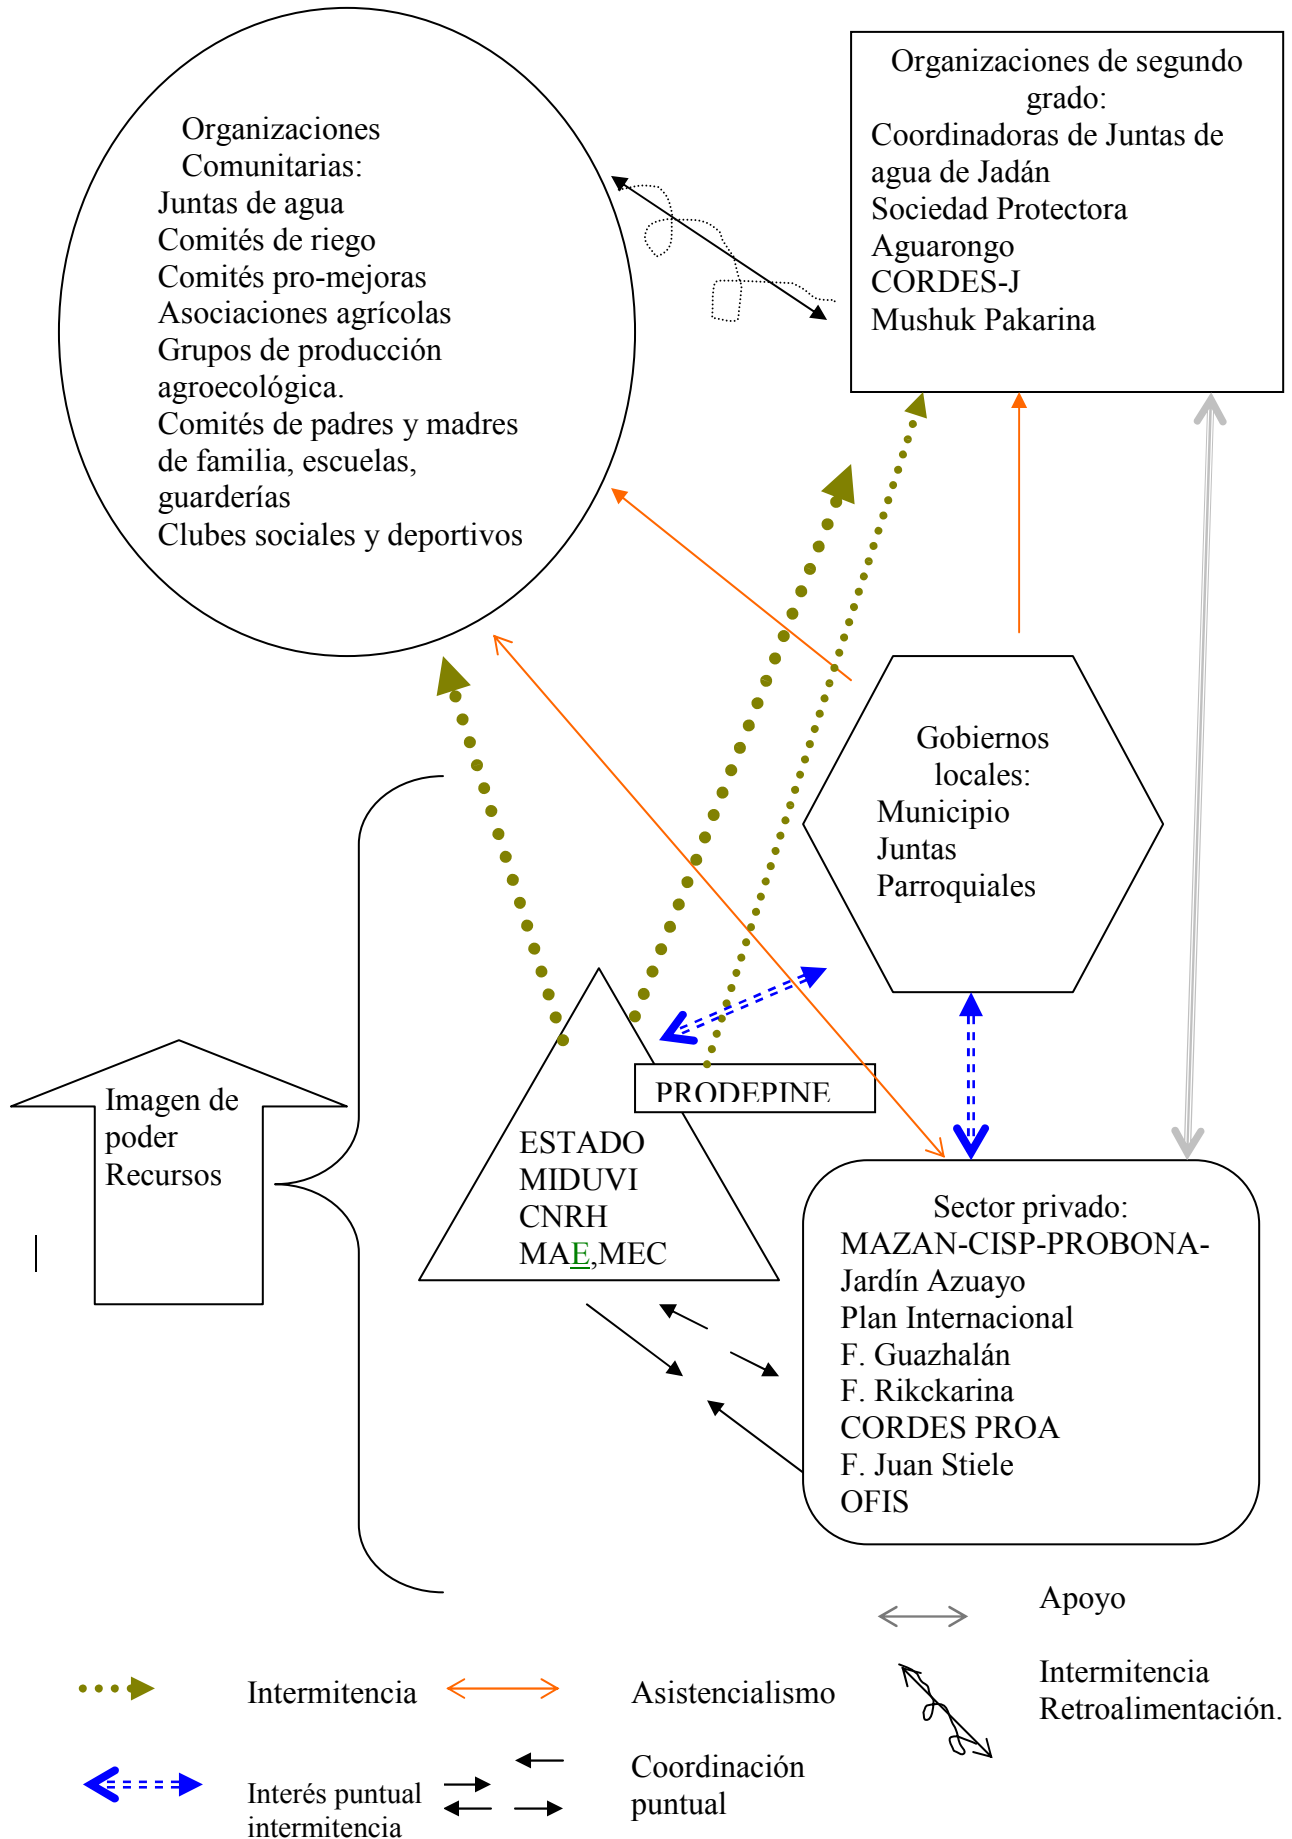 Organizaciones
Comunitarias:
Juntas de agua
Comités de riego
Comités pro-mejoras
Asociaciones agrícolas
Grupos de producción
agroecológica.
Comités de padres y madres
de familia, escuelas,
guarderías
Clubes sociales y deportivos
Organizaciones de segundo
grado:
Coordinadoras de Juntas de
agua de Jadán
Sociedad Protectora
Aguarongo
CORDES-J
Mushuk Pakarina
Gobiernos
locales:
Municipio
Juntas
Parroquiales
Imagen de
poder
Recursos
PRODEPINE
ESTADO
MIDUVI
CNRH
MAE,MEC
Sector privado:
MAZAN-CISP-PROBONA-
Jardín Azuayo
Plan Internacional
F. Guazhalán
F. Rikckarina
CORDES PROA
F. Juan Stiele
OFIS
Apoyo
Intermitencia
Asistencialismo
Intermitencia
Retroalimentación.
Interés puntual
intermitencia
Coordinación
puntual